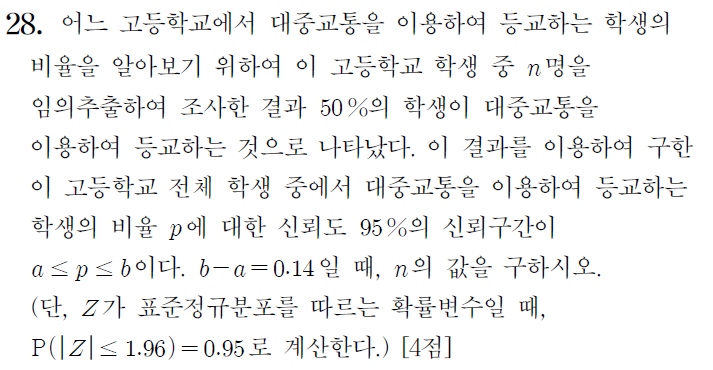 28. 어느 고등학교에서 대중교통을 이용하여 등교하는 학생의
비율을 알아보기 위하여 이 고등학교 학생 중 n명을
임의추출하여 조사한 결과 50%의 학생이 대중교통을
이용하여 등교하는 것으로 나타났다. 이 결과를 이용하여 구한
이 고등학교 전체 학생 중에서 대중교통을 이용하여 등교하는
학생의 비율 p에 대한 신뢰도 95%의 신뢰구간이
a≤p≤b이다. b-a=0.14일 때, n의 값을 구하시오.
(단, Z가 표준정규분포를 따르는 확률변수일 때,
P(|Z|≤1.96)=0.95로 계산한다.) [4점]